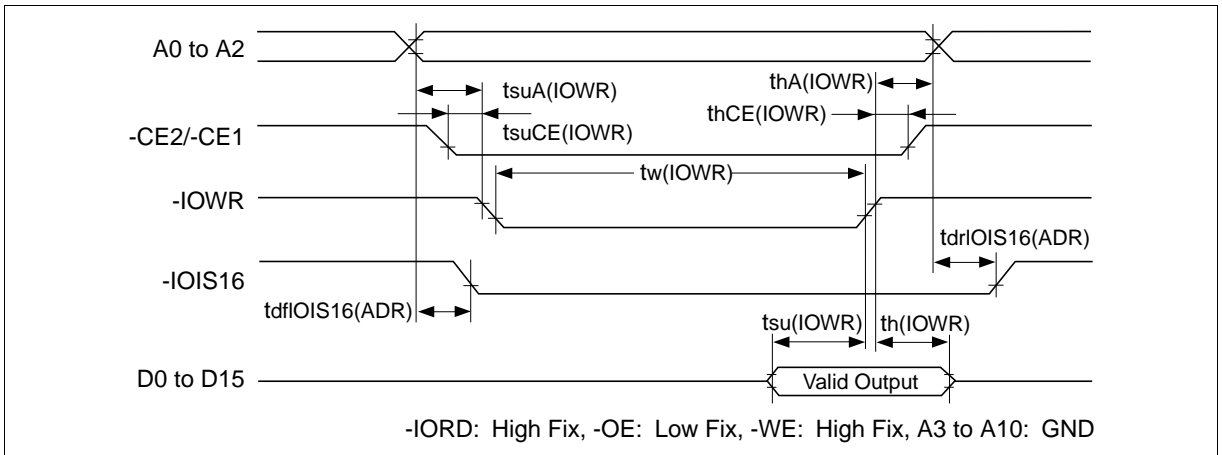 A0 to A2
tsuA(IOWR)
thA(IOWR)
thCE(IOWR)
-CE2/-CE1
tsuCE(IOWR)
tw(IOWR)
-IOWR
tdrIOIS16(ADR)
-IOIS16
tdfIOIS16(ADR)
tsu(IOWR)
th(IOWR)
D0 to D15
Valid Output
-IORD: High Fix, -OE: Low Fix, -WE: High Fix, A3 to A10: GND